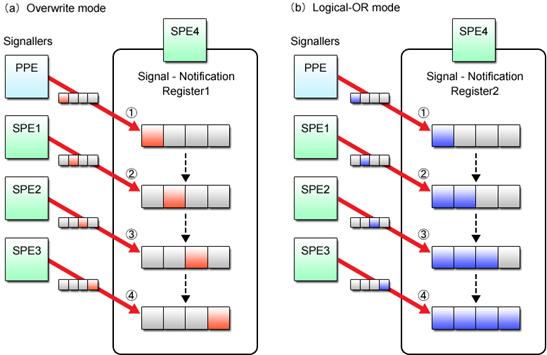 (a) Overwrite mode
SPE4
Signallers
PPE
Signal - Notification
Register1
①
SPE1
②
SPE2
③
SPE3
④
(b) Logical-OR mode
SPE4
Signallers
PPE
Signal - Notification
Register2
①
SPE1
②
SPE2
③
SPE3
④